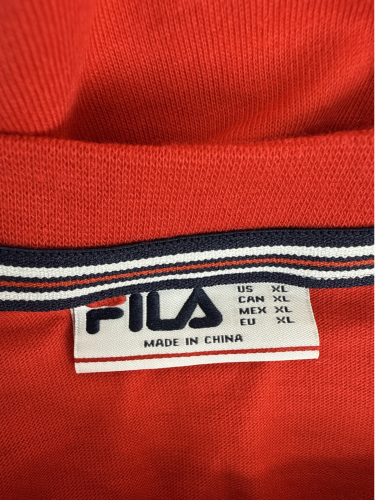 FILA
US XL
CAN XL
MEX XL
EU XL
MADE IN CHINA